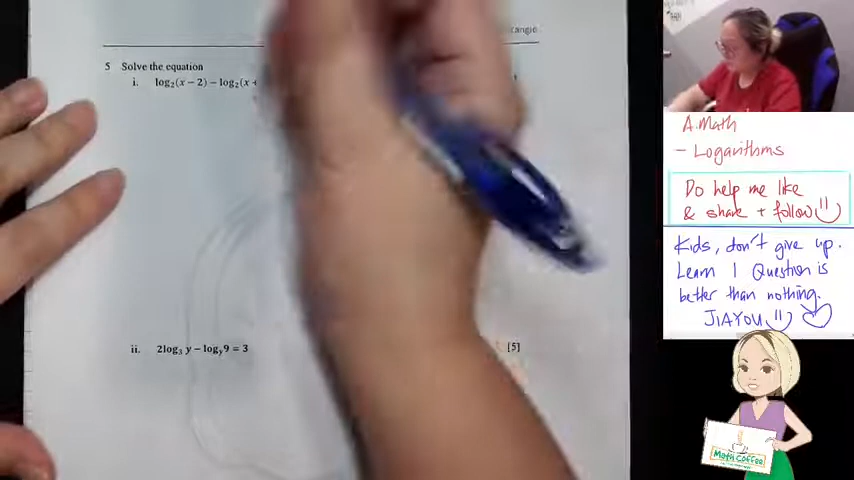 5 Solve the equation
i. log₂(x − 2) − log₂(x +
ii. 2log₃ y − logᵧ9 = 3
[5]
A.Math
- Logarithms
Do help me like
& share + follow
Kids, don't give up.
Learn 1 Question is
better than nothing.
JIAYOU
Math Coffee